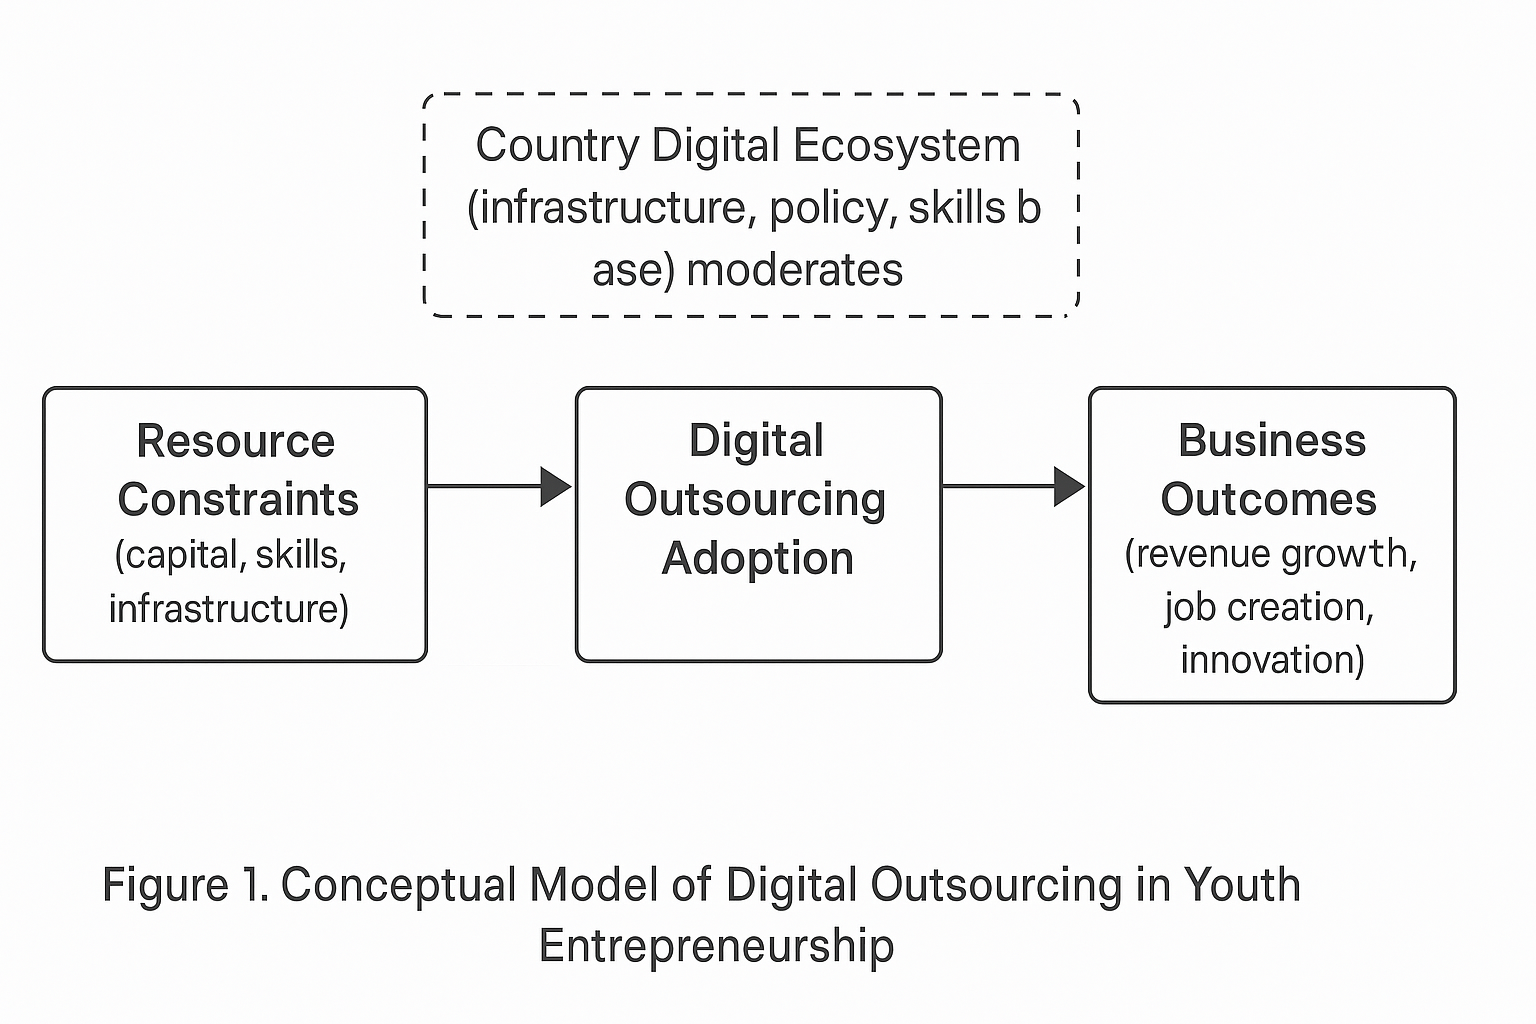 Country Digital Ecosystem
(infrastructure, policy, skills b
ase) moderates
Resource
Constraints
(capital, skills,
infrastructure)
Digital
Outsourcing
Adoption
Business
Outcomes
(revenue growth,
job creation,
innovation)
Figure 1. Conceptual Model of Digital Outsourcing in Youth
Entrepreneurship